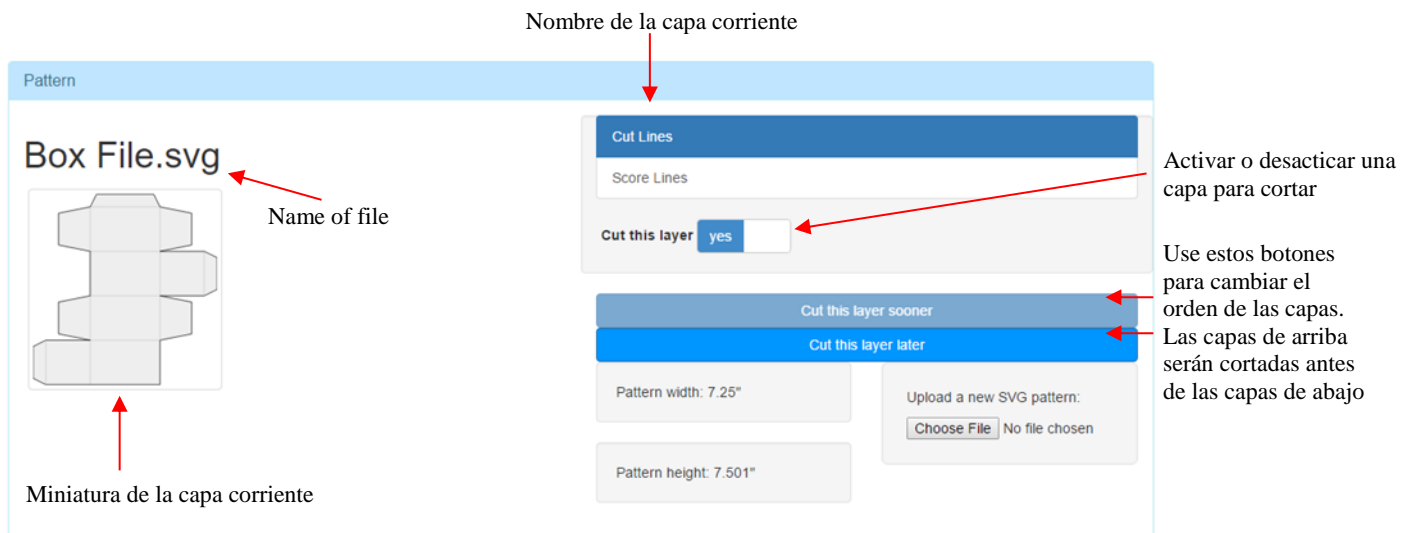 Nombre de la capa corriente
Pattern
Box File.svg
Name of file
Miniatura de la capa corriente
Cut Lines
Score Lines
Cut this layer yes
Activar o desacticar una
capa para cortar
Cut this layer sooner
Cut this layer later
Use estos botones
para cambiar el
orden de las capas.
Las capas de arriba
serán cortadas antes
de las capas de abajo
Pattern width: 7.25"
Pattern height: 7.501"
Upload a new SVG pattern:
Choose File No file chosen